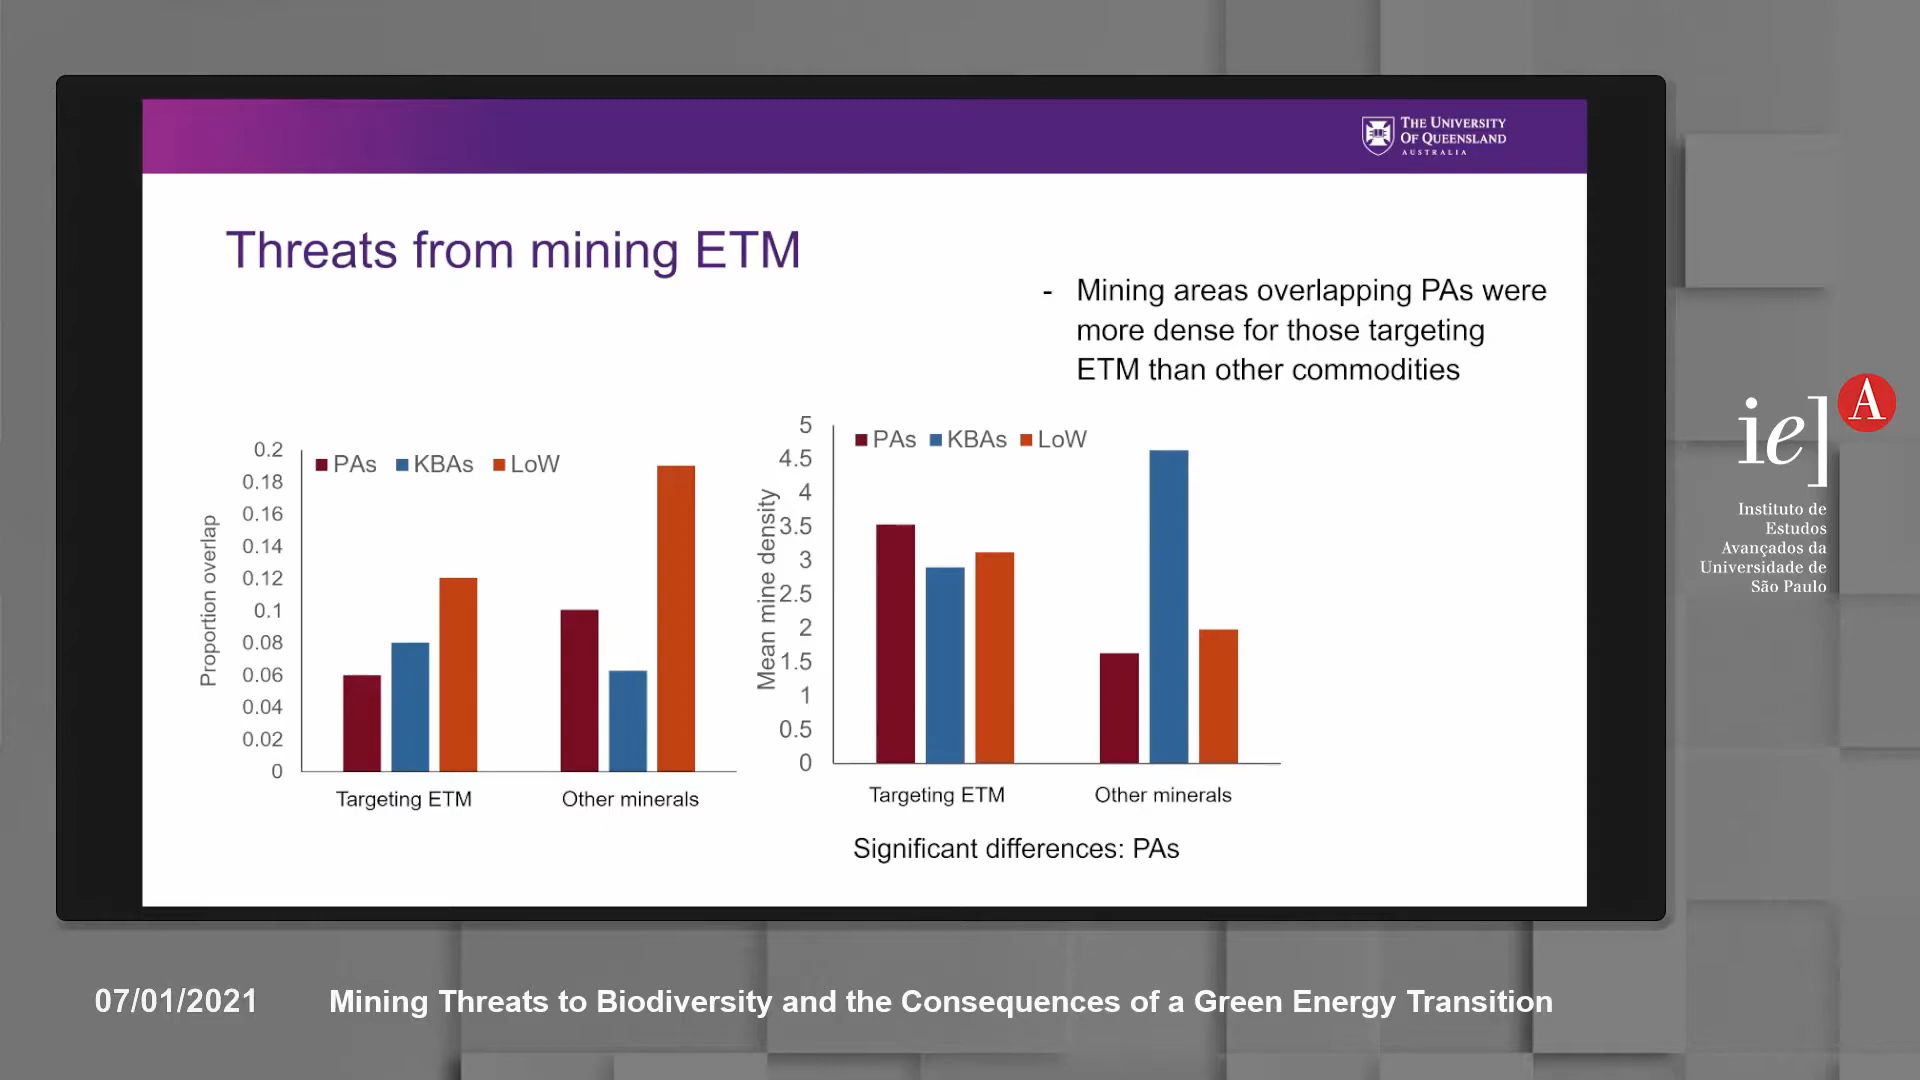 THE UNIVERSITY
OF QUEENSLAND
AUSTRALIA
Threats from mining ETM
- Mining areas overlapping PAs were
more dense for those targeting
ETM than other commodities
Proportion overlap
0.2
0.18
0.16
0.14
0.12
0.1
0.08
0.06
0.04
0.02
0
PAs KBAs LoW
Targeting ETM Other minerals
Mean mine density
5
4.5
4
3.5
3
2.5
2
1.5
1
0.5
0
PAs KBAs LoW
Targeting ETM Other minerals
Significant differences: PAs
ie] A
Instituto de
Estudos
Avançados da
Universidade de
São Paulo
07/01/2021 Mining Threats to Biodiversity and the Consequences of a Green Energy Transition